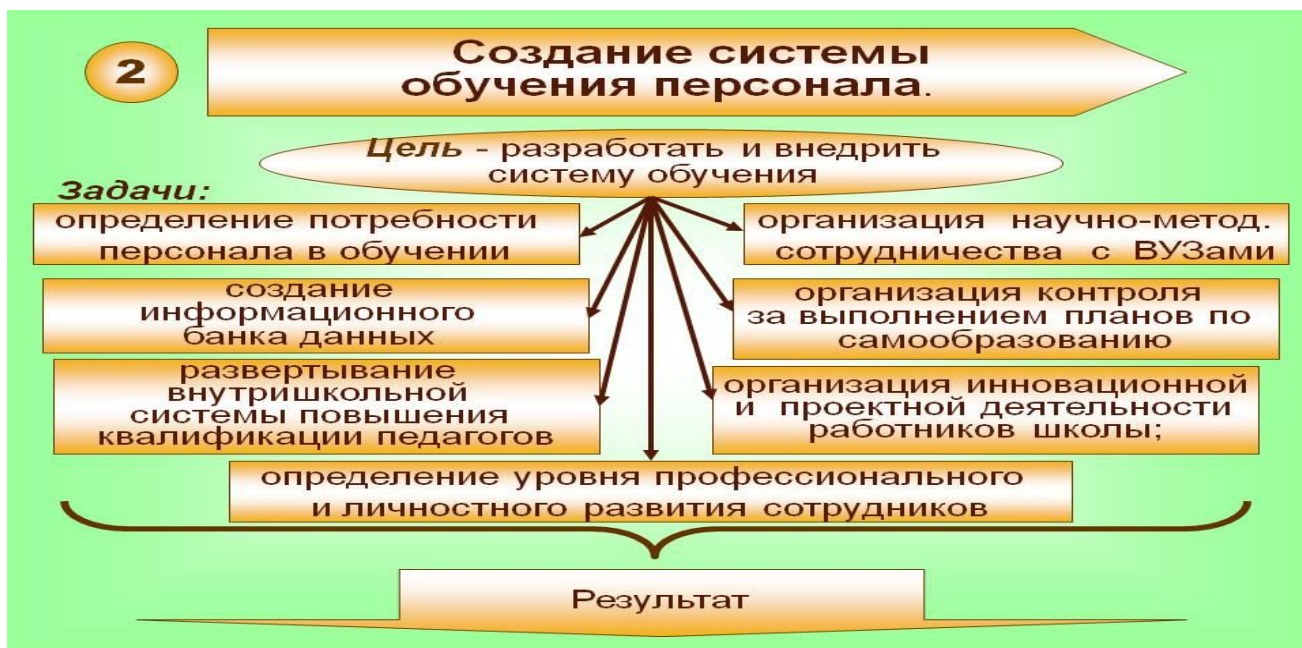 2
Создание системы
обучения персонала.
Цель - разработать и внедрить
систему обучения
Задачи:
определение потребности
персонала в обучении
создание
информационного
банка данных
развертывание
внутришкольной
системы повышения
квалификации педагогов
организация научно-метод.
сотрудничества с ВУЗами
организация контроля
за выполнением планов по
самообразованию
организация инновационной
и проектной деятельности
работников школы;
определение уровня профессионального
и личностного развития сотрудников
Результат